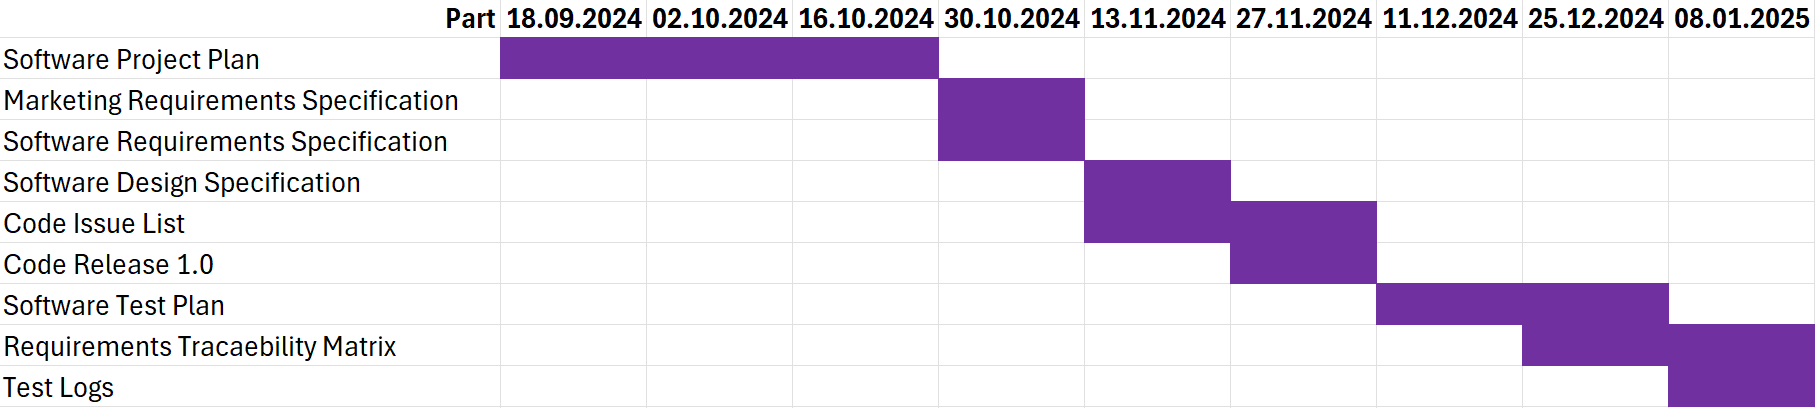 Part 18.09.2024 02.10.2024 16.10.2024 30.10.2024 13.11.2024 27.11.2024 11.12.2024 25.12.2024 08.01.2025
Software Project Plan
Marketing Requirements Specification
Software Requirements Specification
Software Design Specification
Code Issue List
Code Release 1.0
Software Test Plan
Requirements Tracaebility Matrix
Test Logs